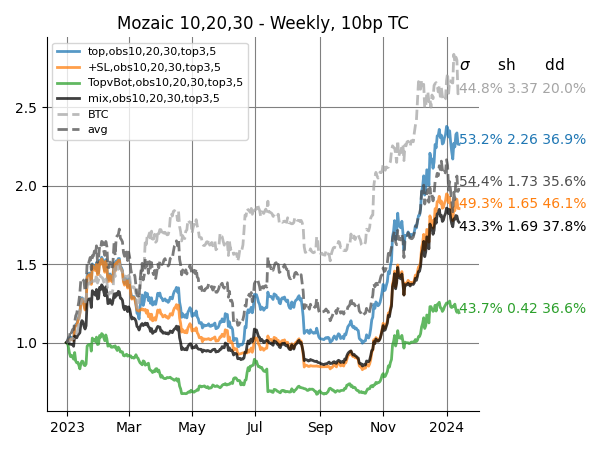 Mozaic 10,20,30 - Weekly, 10bp TC
top,obs10,20,30,top3,5
+SL,obs10,20,30,top3,5
TopvBot,obs10,20,30,top3,5
mix,obs10,20,30,top3,5
BTC
avg
σ sh dd
44.8% 3.37 20.0%
53.2% 2.26 36.9%
54.4% 1.73 35.6%
49.3% 1.65 46.1%
43.3% 1.69 37.8%
43.7% 0.42 36.6%
2.5
2.0
1.5
1.0
2023 Mar May Jul Sep Nov 2024